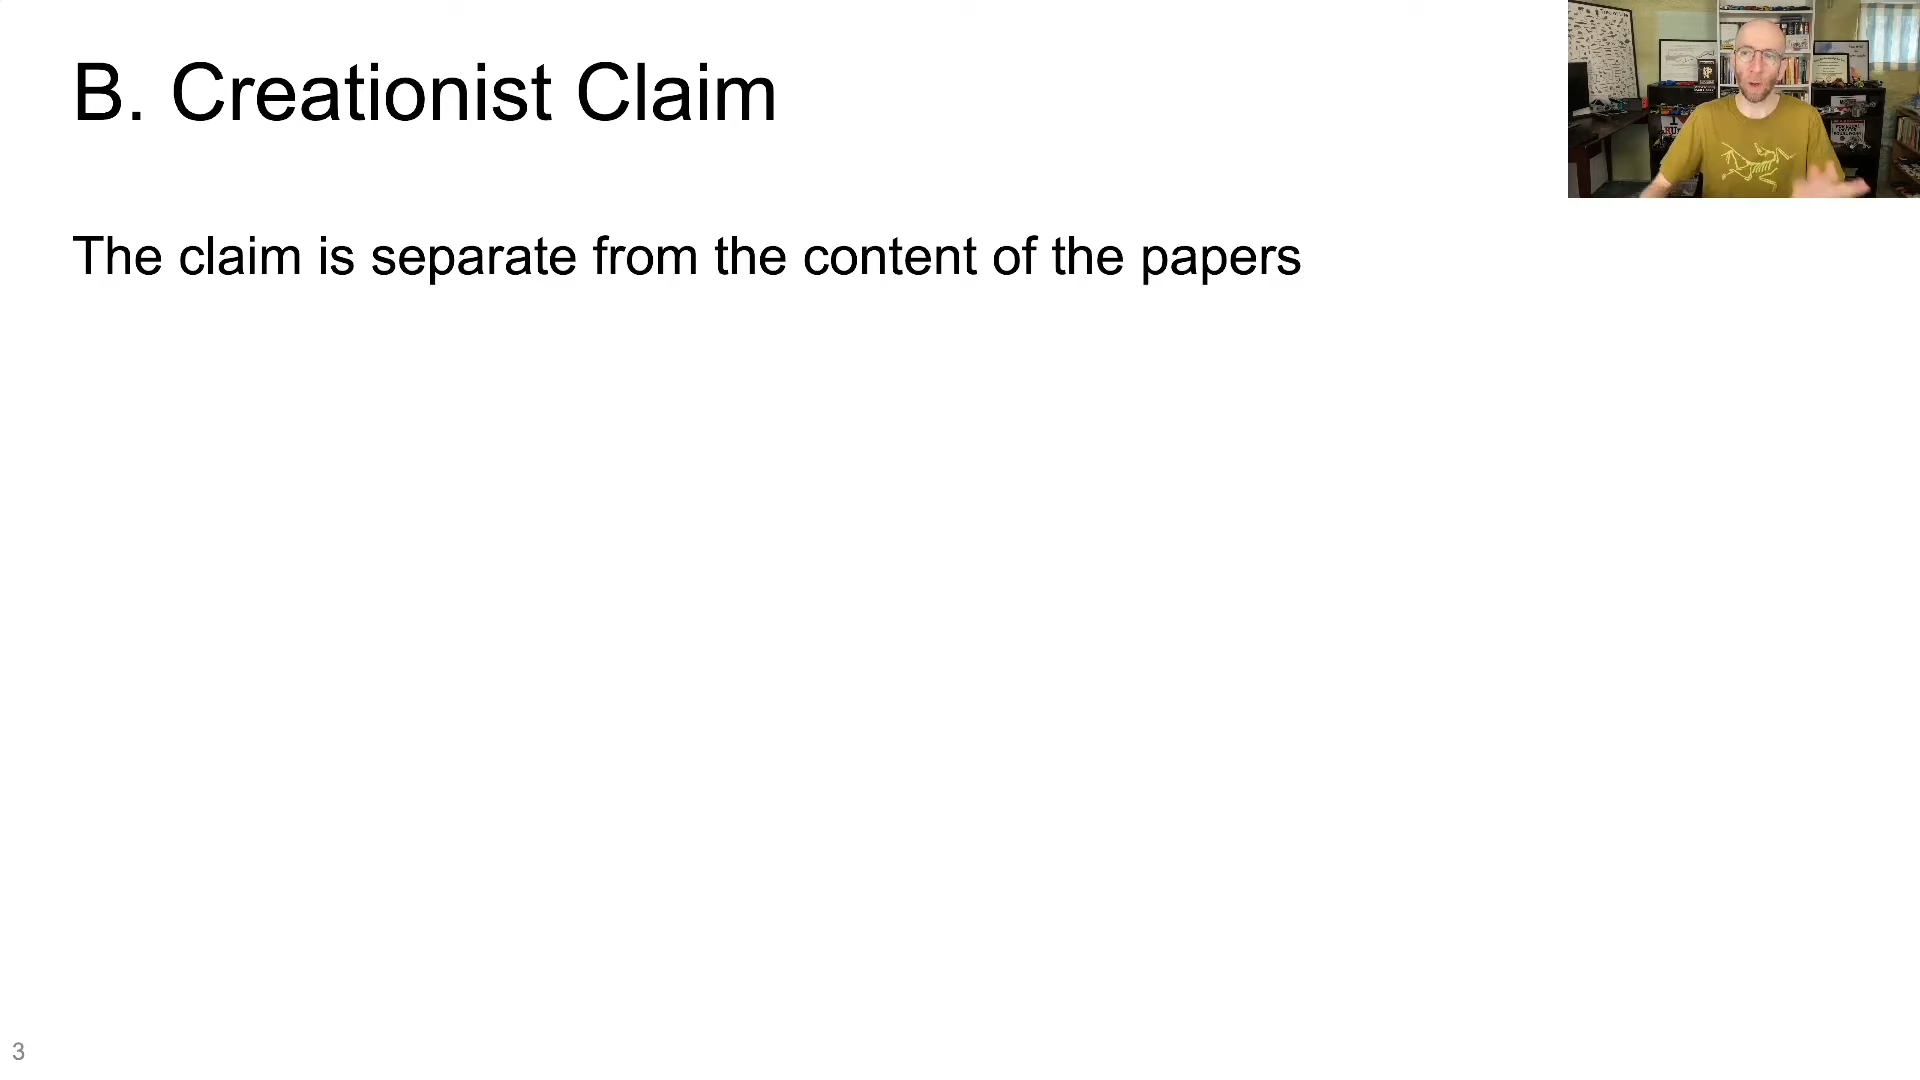 B. Creationist Claim
The claim is separate from the content of the papers
3